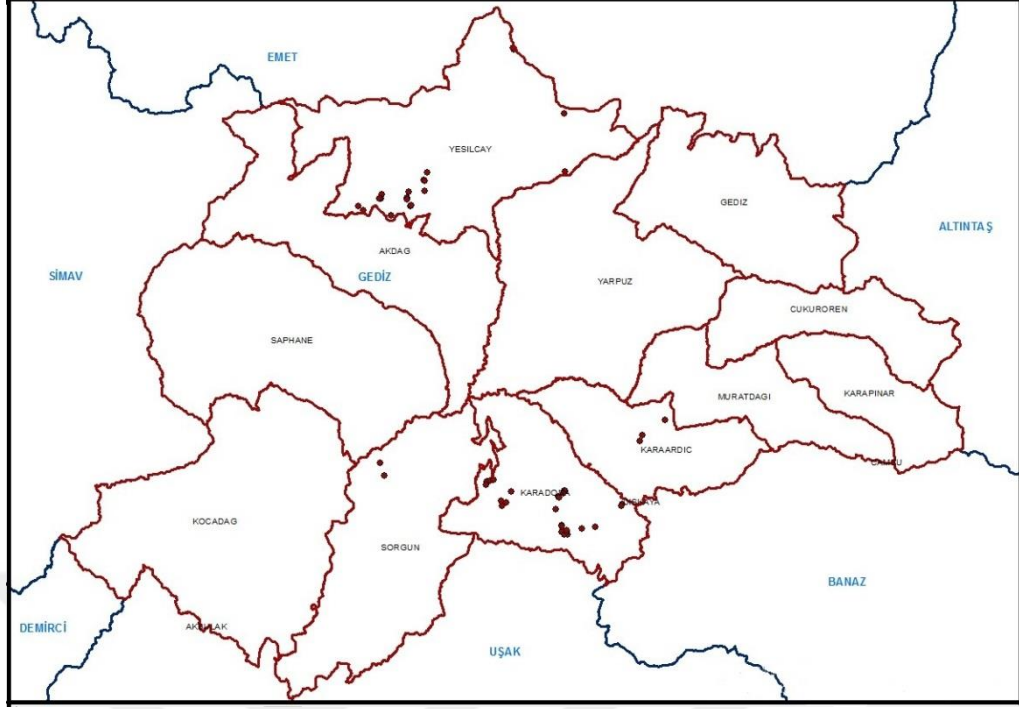 EMET
YESILCAY
GEDIZ
ALTINTAŞ
AKDAG
SİMAV
GEDİZ
YARPUZ
CUKUROREN
SAPHANE
MURATDAGI
KARAPINAR
KARAARDIC
KARADONA
KOCADAG
SORGUN
BANAZ
DEMİRCİ
UŞAK